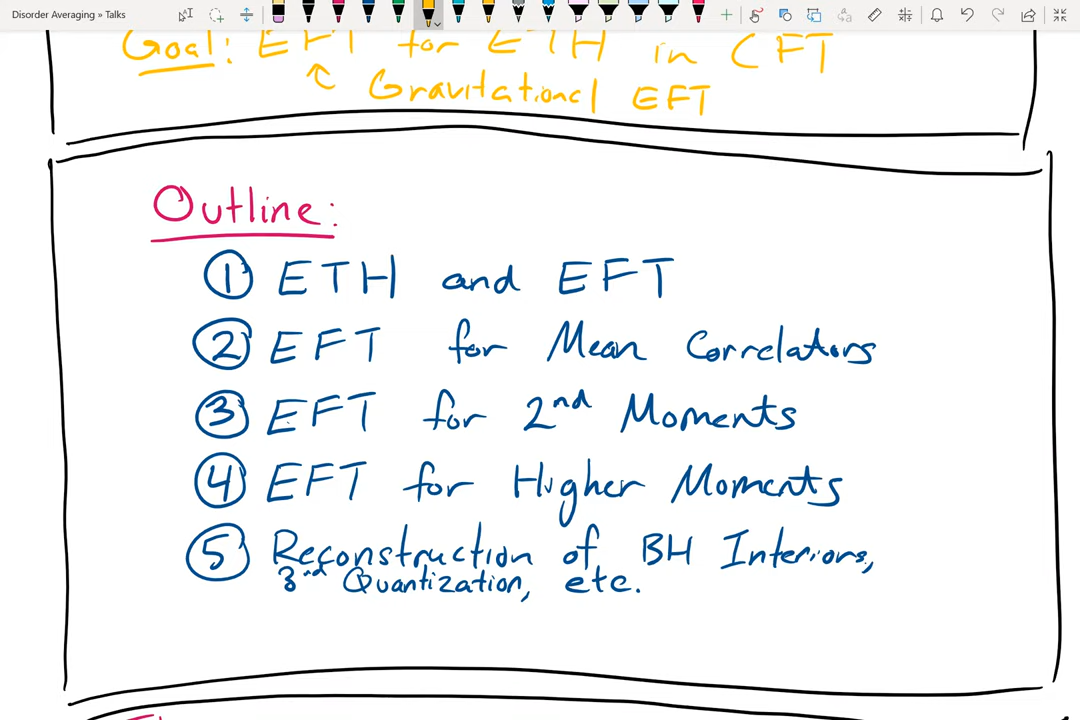 Disorder Averaging » Talks
Goal: EFT for ETH in CFT
Gravitational EFT
Outline:
① ETH and EFT
② EFT for Mean Correlators
③ EFT for 2nd Moments
④ EFT for Higher Moments
⑤ Reconstruction of BH Interiors,
3rd Quantization, etc.